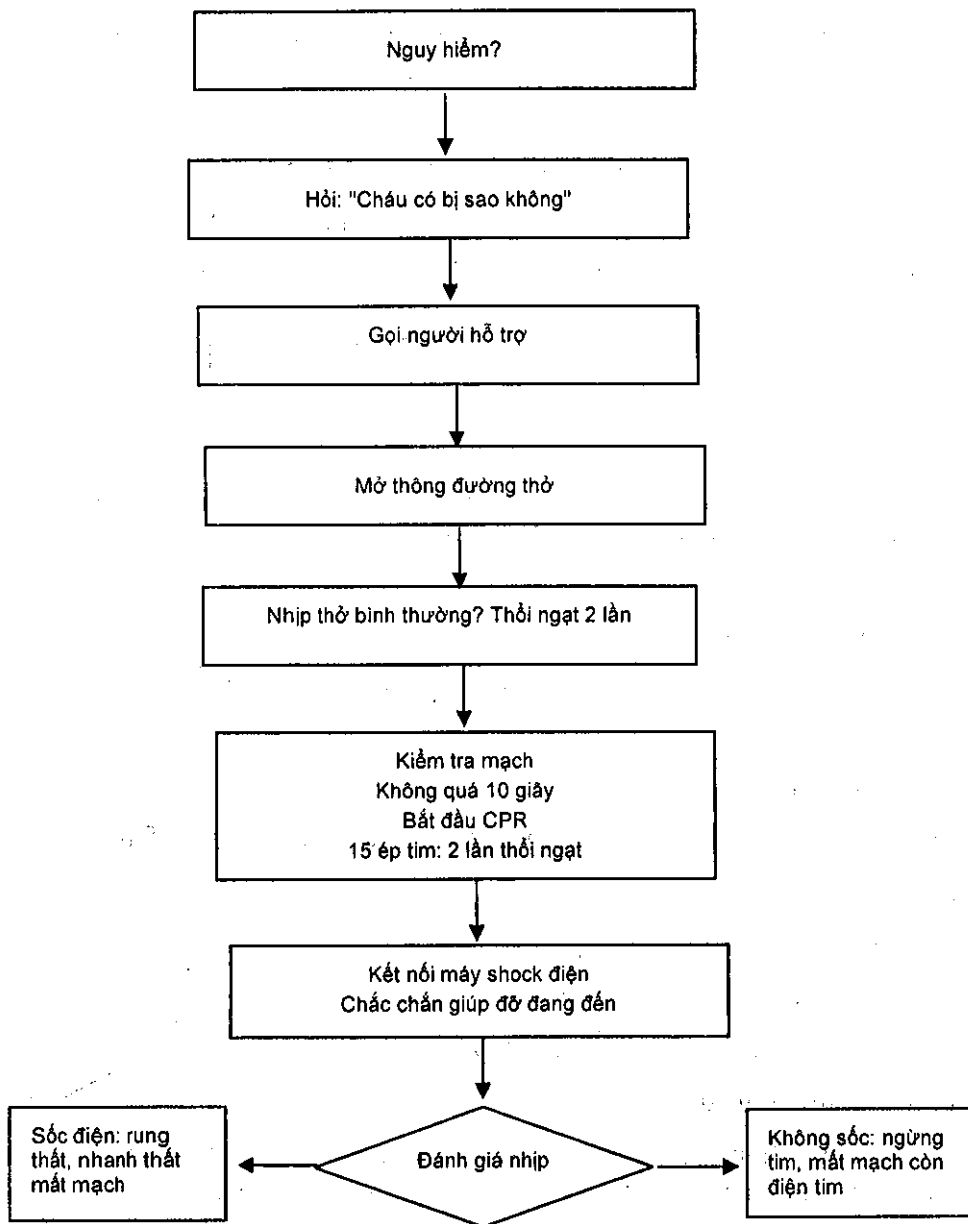 Nguy hiểm?
Hỏi: "Cháu có bị sao không"
Gọi người hỗ trợ
Mở thông đường thở
Nhịp thở bình thường? Thổi ngạt 2 lần
Kiểm tra mạch
Không quá 10 giây
Bắt đầu CPR
15 ép tim: 2 lần thổi ngạt
Kết nối máy shock điện
Chắc chắn giúp đỡ đang đến
Sốc điện: rung
thất, nhanh thất
mất mạch
Đánh giá nhịp
Không sốc: ngừng
tim, mất mạch còn
điện tim